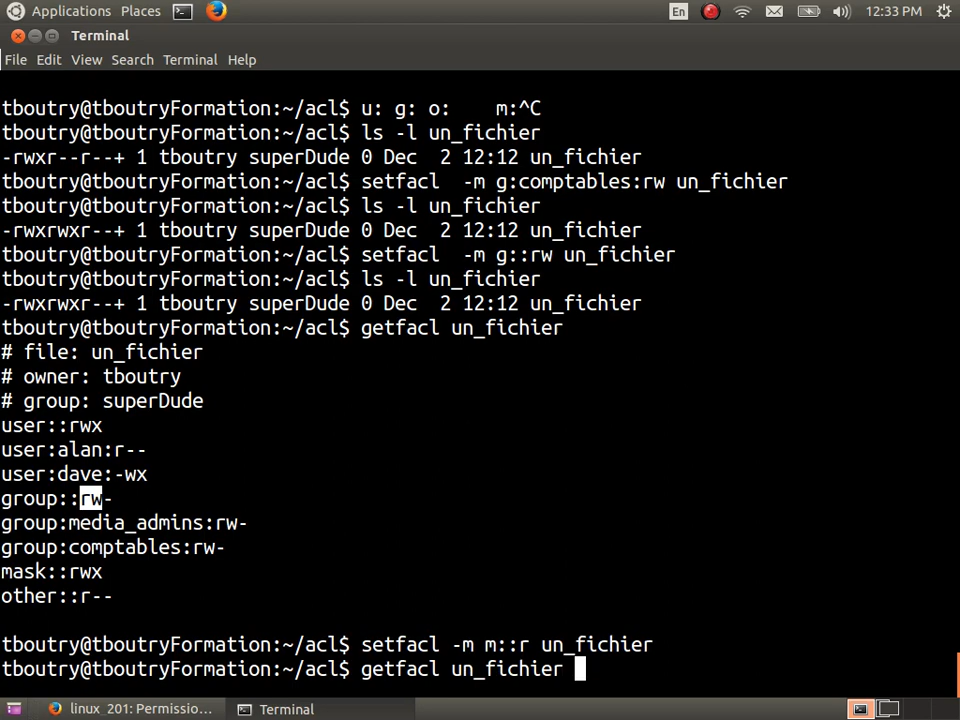 Applications Places En 12:33 PM
Terminal
File Edit View Search Terminal Help
tboutry@tboutryFormation:~/acl$ u: g: o:    m:^C
tboutry@tboutryFormation:~/acl$ ls -l un_fichier
-rwxr--r--+ 1 tboutry superDude 0 Dec  2 12:12 un_fichier
tboutry@tboutryFormation:~/acl$ setfacl  -m g:comptables:rw un_fichier
tboutry@tboutryFormation:~/acl$ ls -l un_fichier
-rwxrwxr--+ 1 tboutry superDude 0 Dec  2 12:12 un_fichier
tboutry@tboutryFormation:~/acl$ setfacl  -m g::rw un_fichier
tboutry@tboutryFormation:~/acl$ ls -l un_fichier
-rwxrwxr--+ 1 tboutry superDude 0 Dec  2 12:12 un_fichier
tboutry@tboutryFormation:~/acl$ getfacl un_fichier
# file: un_fichier
# owner: tboutry
# group: superDude
user::rwx
user:alan:r--
user:dave:-wx
group::rw-
group:media_admins:rw-
group:comptables:rw-
mask::rwx
other::r--
tboutry@tboutryFormation:~/acl$ setfacl -m m::r un_fichier
tboutry@tboutryFormation:~/acl$ getfacl un_fichier
linux_201: Permissio... Terminal